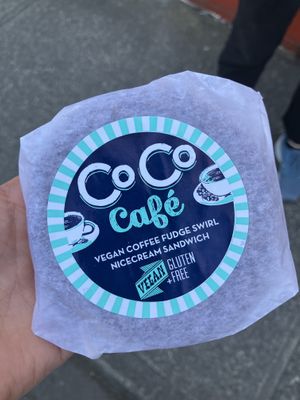 CoCo
Café
VEGAN COFFEE FUDGE SWIRL
NICECREAM SANDWICH
VEGAN
GLUTEN
+FREE